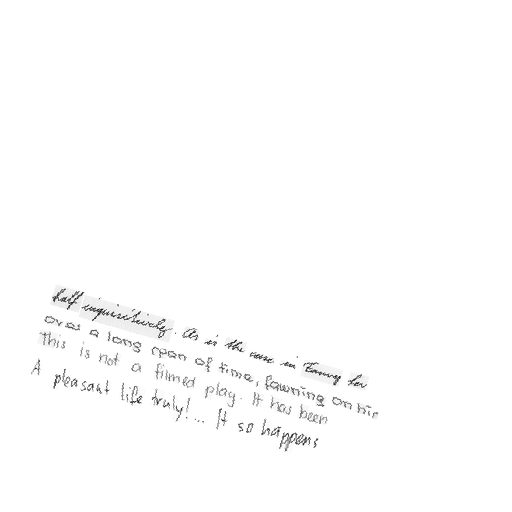 half inquisitively. As is the case in Fanny her
over a long span of time, fawning on his
This is not a filmed play. It has been
A pleasant life truly!... It so happens